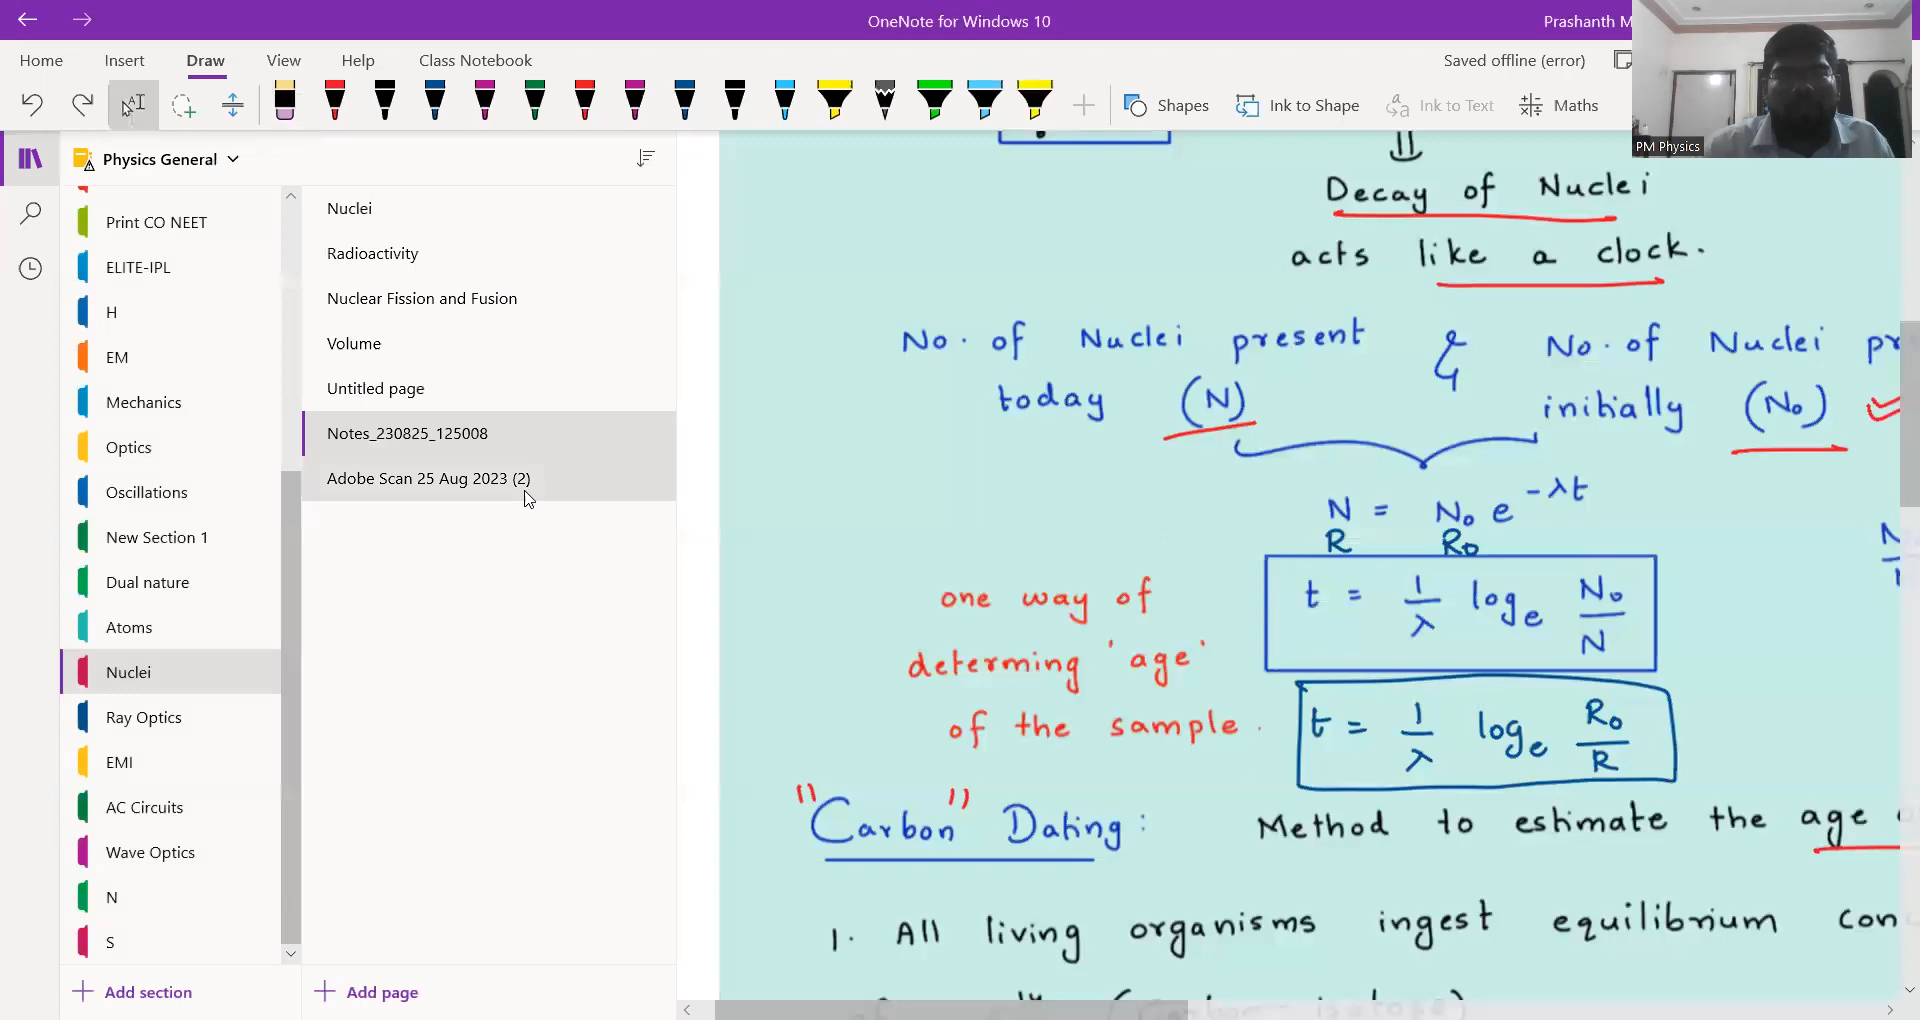 OneNote for Windows 10
Prashanth M
Home Insert Draw View Help Class Notebook
Saved offline (error)
Shapes Ink to Shape Ink to Text Maths
PM Physics
Physics General
Print CO NEET
ELITE-IPL
H
EM
Mechanics
Optics
Oscillations
New Section 1
Dual nature
Atoms
Nuclei
Ray Optics
EMI
AC Circuits
Wave Optics
N
S
Add section
Nuclei
Radioactivity
Nuclear Fission and Fusion
Volume
Untitled page
Notes_230825_125008
Adobe Scan 25 Aug 2023 (2)
Add page
Decay of Nuclei
acts like a clock.
No. of Nuclei present & No. of Nuclei pr
today (N) initially (N₀)
N = N₀ e^-λt
R R₀
t = 1/λ logₑ N₀/N
one way of
determing 'age'
of the sample.
t = 1/λ logₑ R₀/R
"Carbon" Dating: Method to estimate the age
1. All living organisms ingest equilibrium con